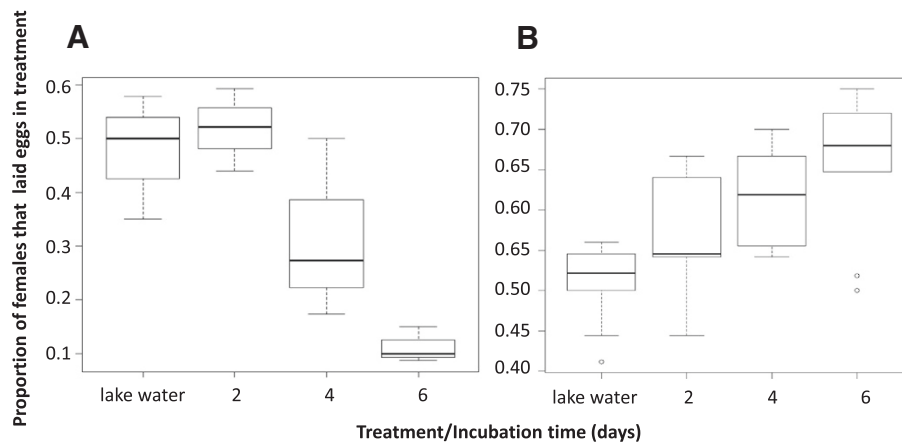 A
B
Proportion of females that laid eggs in treatment
0.6
0.5
0.4
0.3
0.2
0.1
lake water 2 4 6
0.75
0.70
0.65
0.60
0.65
0.50
0.45
0.40
lake water 2 4 6
Treatment/Incubation time (days)